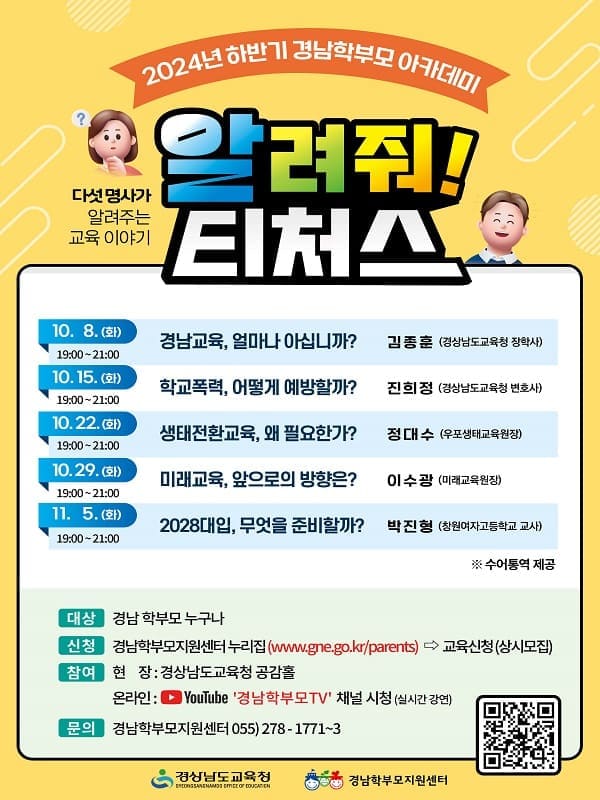 2024년 하반기 경남학부모 아카데미
?
다섯 명사가
알려주는
교육 이야기
알려줘!
티처스
10. 8. (화) 19:00 ~ 21:00 경남교육, 얼마나 아십니까? 김종훈 (경상남도교육청 장학사)
10.15. (화) 19:00 ~ 21:00 학교폭력, 어떻게 예방할까? 진희정 (경상남도교육청 변호사)
10.22. (화) 19:00 ~ 21:00 생태전환교육, 왜 필요한가? 정대수 (우포생태교육원장)
10.29. (화) 19:00 ~ 21:00 미래교육, 앞으로의 방향은? 이수광 (미래교육원장)
11. 5. (화) 19:00 ~ 21:00 2028대입, 무엇을 준비할까? 박진형 (창원여자고등학교 교사)
※ 수어통역 제공
대상 경남 학부모 누구나
신청 경남학부모지원센터 누리집 (www.gne.go.kr/parents) ⇨ 교육신청 (상시모집)
참여 현 장 : 경상남도교육청 공감홀
온라인 : YouTube '경남학부모TV' 채널 시청 (실시간 강연)
문의 경남학부모지원센터 055) 278 - 1771~3
경상남도교육청
GYEONGSANGNAMDO OFFICE OF EDUCATION
경남학부모지원센터